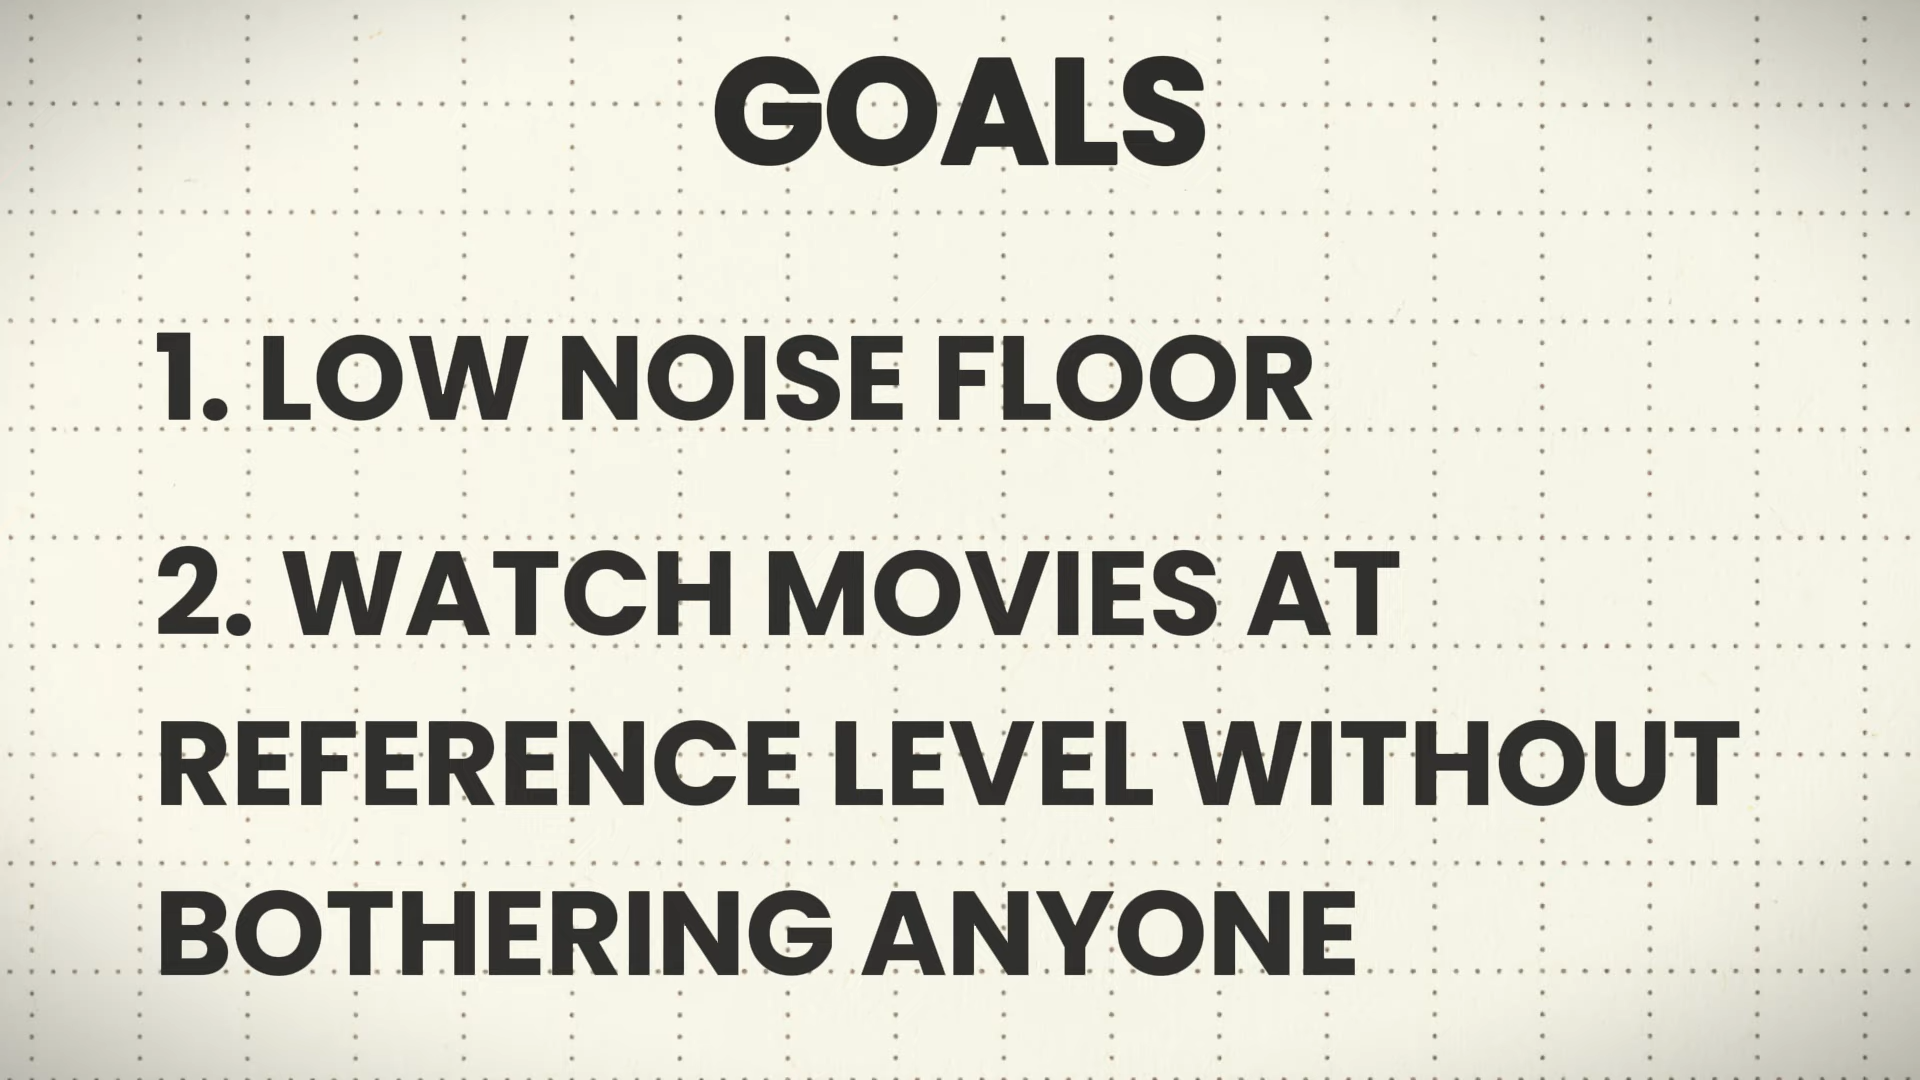 GOALS
1. LOW NOISE FLOOR
2. WATCH MOVIES AT
REFERENCE LEVEL WITHOUT
BOTHERING ANYONE